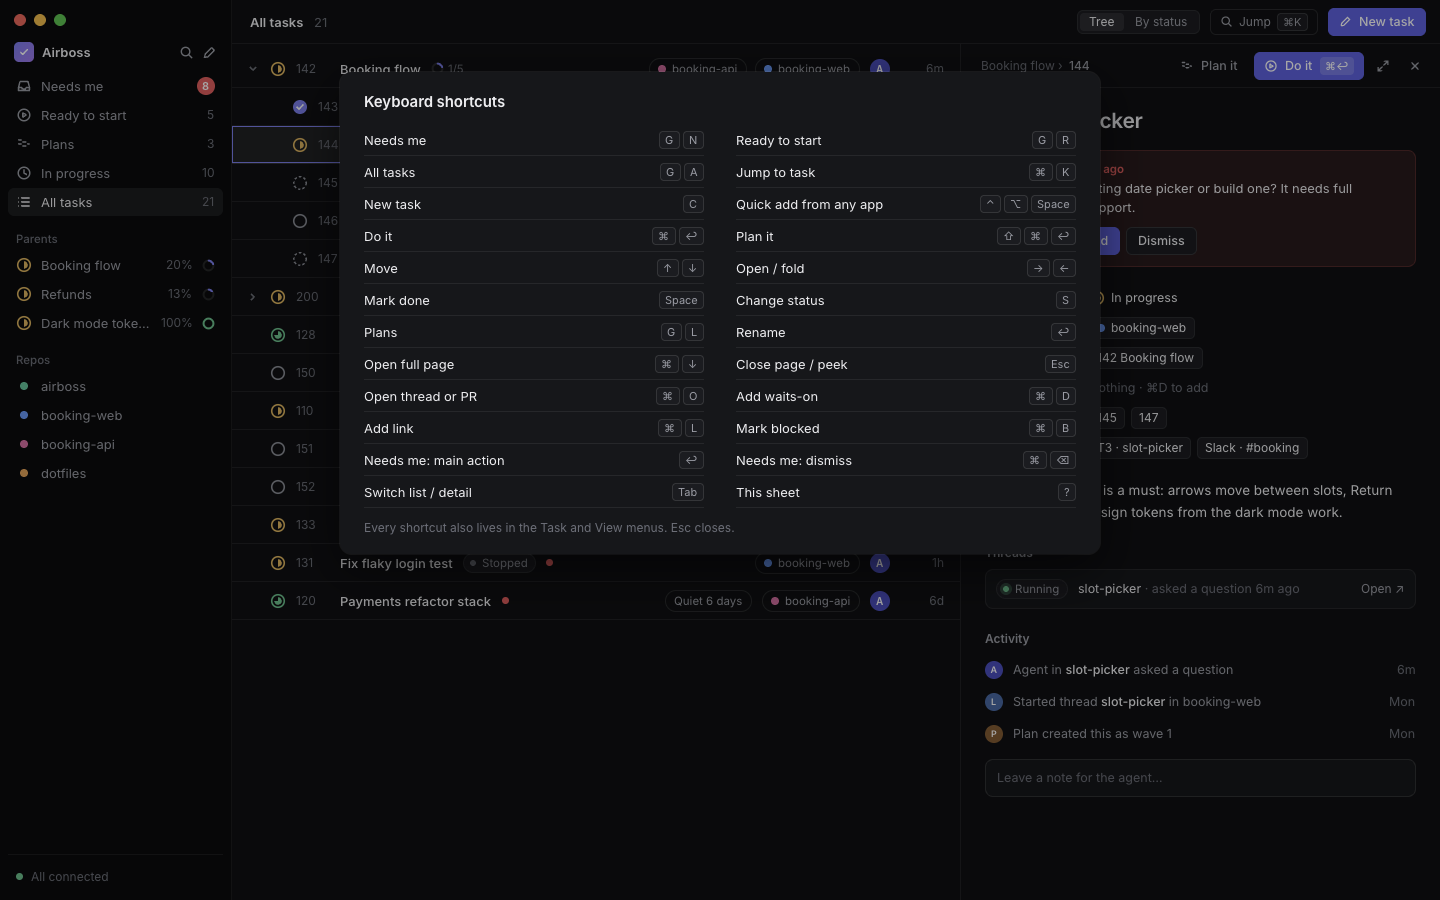 Airboss
Needs me 8
Ready to start 5
Plans 3
In progress 10
All tasks 21
Parents
Booking flow 20%
Refunds 13%
Dark mode toke... 100%
Repos
airboss
booking-web
booking-api
dotfiles
All connected
All tasks 21
Tree By status
Jump ⌘K
New task
142 Booking flow 1/5 booking-api booking-web A 6m
143
144
145
146
147
200
128
150
110
151
152
133
131 Fix flaky login test Stopped booking-web A 1h
120 Payments refactor stack Quiet 6 days booking-api A 6d
Keyboard shortcuts
Needs me G N
Ready to start G R
All tasks G A
Jump to task ⌘ K
New task C
Quick add from any app ^ ⌥ Space
Do it ⌘ ↩
Plan it ⇧ ⌘ ↩
Move ↑ ↓
Open / fold → ←
Mark done Space
Change status S
Plans G L
Rename ↩
Open full page ⌘ ↓
Close page / peek Esc
Open thread or PR ⌘ O
Add waits-on ⌘ D
Add link ⌘ L
Mark blocked ⌘ B
Needs me: main action ↩
Needs me: dismiss ⌘ ⌫
Switch list / detail Tab
This sheet ?
Every shortcut also lives in the Task and View menus. Esc closes.
Booking flow › 144
Plan it
Do it ⌘↩
cker
ago
ting date picker or build one? It needs full
pport.
d Dismiss
In progress
booking-web
142 Booking flow
othing · ⌘D to add
145 147
T3 · slot-picker Slack · #booking
is a must: arrows move between slots, Return
sign tokens from the dark mode work.
Threads
Running slot-picker · asked a question 6m ago Open ↗
Activity
A Agent in slot-picker asked a question 6m
L Started thread slot-picker in booking-web Mon
P Plan created this as wave 1 Mon
Leave a note for the agent...